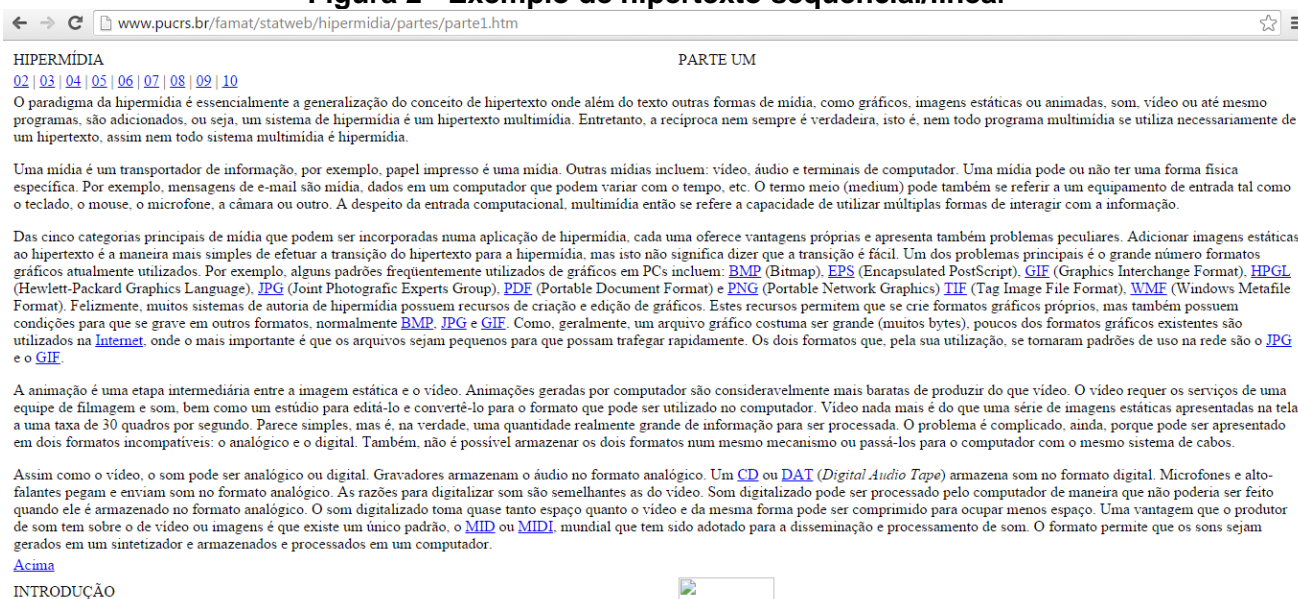 Figura 2 - Exemplo de hipertexto sequencial/linear
www.pucrs.br/famat/statweb/hipermidia/partes/parte1.htm
HIPERMÍDIA PARTE UM
02 | 03 | 04 | 05 | 06 | 07 | 08 | 09 | 10
O paradigma da hipermídia é essencialmente a generalização do conceito de hipertexto onde além do texto outras formas de mídia, como gráficos, imagens estáticas ou animadas, som, vídeo ou até mesmo
programas, são adicionados, ou seja, um sistema de hipermídia é um hipertexto multimídia. Entretanto, a recíproca nem sempre é verdadeira, isto é, nem todo programa multimídia se utiliza necessariamente de
um hipertexto, assim nem todo sistema multimídia é hipermídia.
Uma mídia é um transportador de informação, por exemplo, papel impresso é uma mídia. Outras mídias incluem: vídeo, áudio e terminais de computador. Uma mídia pode ou não ter uma forma física
específica. Por exemplo, mensagens de e-mail são mídia, dados em um computador que podem variar com o tempo, etc. O termo meio (medium) pode também se referir a um equipamento de entrada tal como
o teclado, o mouse, o microfone, a câmara ou outro. A despeito da entrada computacional, multimídia então se refere a capacidade de utilizar múltiplas formas de interagir com a informação.
Das cinco categorias principais de mídia que podem ser incorporadas numa aplicação de hipermídia, cada uma oferece vantagens próprias e apresenta também problemas peculiares. Adicionar imagens estáticas
ao hipertexto é a maneira mais simples de efetuar a transição do hipertexto para a hipermídia, mas isto não significa dizer que a transição é fácil. Um dos problemas principais é o grande número formatos
gráficos atualmente utilizados. Por exemplo, alguns padrões freqüentemente utilizados de gráficos em PCs incluem: BMP (Bitmap), EPS (Encapsulated PostScript), GIF (Graphics Interchange Format), HPGL
(Hewlett-Packard Graphics Language), JPG (Joint Photografic Experts Group), PDF (Portable Document Format) e PNG (Portable Network Graphics) TIF (Tag Image File Format), WMF (Windows Metafile
Format). Felizmente, muitos sistemas de autoria de hipermídia possuem recursos de criação e edição de gráficos. Estes recursos permitem que se crie formatos gráficos próprios, mas também possuem
condições para que se grave em outros formatos, normalmente BMP, JPG e GIF. Como, geralmente, um arquivo gráfico costuma ser grande (muitos bytes), poucos dos formatos gráficos existentes são
utilizados na Internet, onde o mais importante é que os arquivos sejam pequenos para que possam trafegar rapidamente. Os dois formatos que, pela sua utilização, se tornaram padrões de uso na rede são o JPG
e o GIF.
A animação é uma etapa intermediária entre a imagem estática e o vídeo. Animações geradas por computador são consideravelmente mais baratas de produzir do que vídeo. O vídeo requer os serviços de uma
equipe de filmagem e som, bem como um estúdio para editá-lo e convertê-lo para o formato que pode ser utilizado no computador. Vídeo nada mais é do que uma série de imagens estáticas apresentadas na tela
a uma taxa de 30 quadros por segundo. Parece simples, mas é, na verdade, uma quantidade realmente grande de informação para ser processada. O problema é complicado, ainda, porque pode ser apresentado
em dois formatos incompatíveis: o analógico e o digital. Também, não é possível armazenar os dois formatos num mesmo mecanismo ou passá-los para o computador com o mesmo sistema de cabos.
Assim como o vídeo, o som pode ser analógico ou digital. Gravadores armazenam o áudio no formato analógico. Um CD ou DAT (Digital Audio Tape) armazena som no formato digital. Microfones e alto-
falantes pegam e enviam som no formato analógico. As razões para digitalizar som são semelhantes as do vídeo. Som digitalizado pode ser processado pelo computador de maneira que não poderia ser feito
quando ele é armazenado no formato analógico. O som digitalizado toma quase tanto espaço quanto o vídeo e da mesma forma pode ser comprimido para ocupar menos espaço. Uma vantagem que o produtor
de som tem sobre o de vídeo ou imagens é que existe um único padrão, o MID ou MIDI, mundial que tem sido adotado para a disseminação e processamento de som. O formato permite que os sons sejam
gerados em um sintetizador e armazenados e processados em um computador.
Acima
INTRODUÇÃO